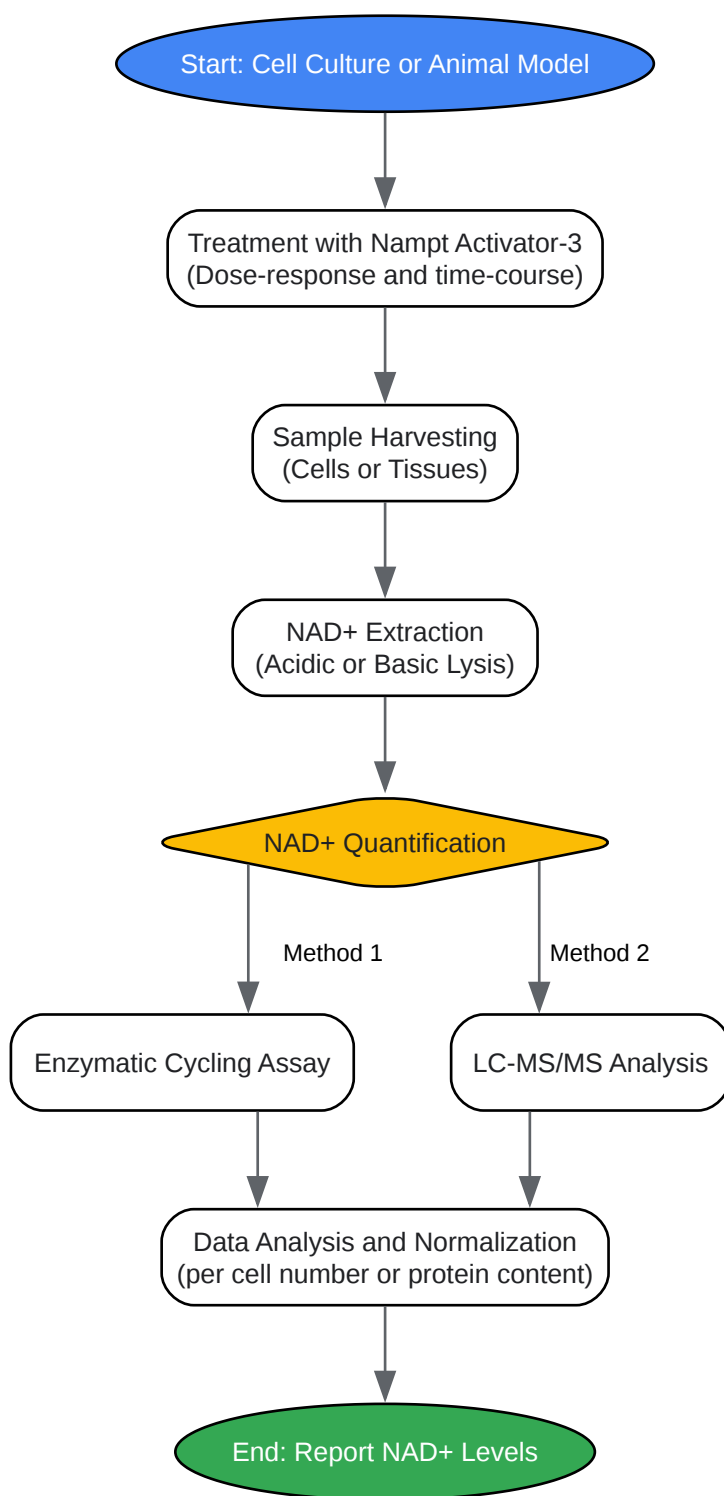 Start: Cell Culture or Animal Model
Treatment with Nampt Activator-3
(Dose-response and time-course)
Sample Harvesting
(Cells or Tissues)
NAD+ Extraction
(Acidic or Basic Lysis)
NAD+ Quantification
Method 1
Method 2
Enzymatic Cycling Assay
LC-MS/MS Analysis
Data Analysis and Normalization
(per cell number or protein content)
End: Report NAD+ Levels